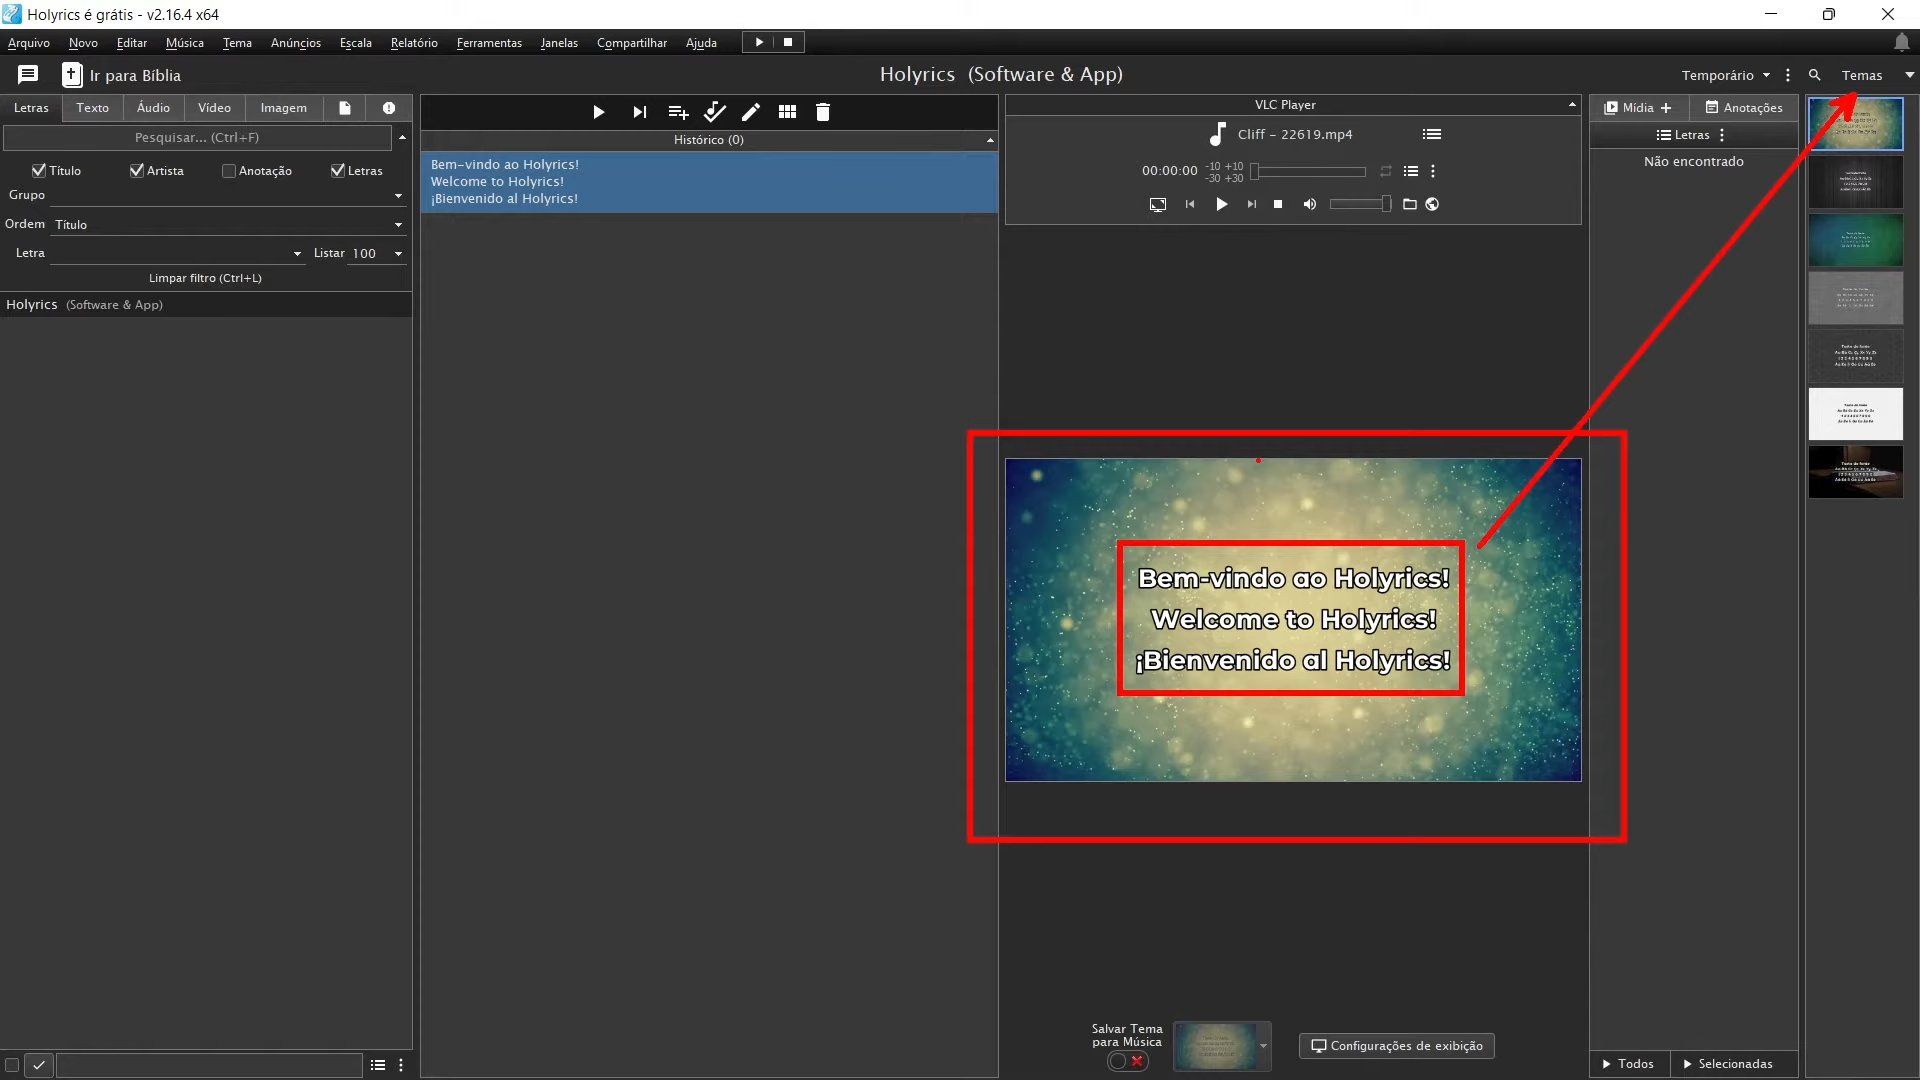 Holyrics é grátis - v2.16.4 x64
Arquivo Novo Editar Música Tema Anúncios Escala Relatório Ferramentas Janelas Compartilhar Ajuda
Ir para Bíblia
Holyrics (Software & App)
Temporário
Temas
Letras Texto Áudio Vídeo Imagem
Pesquisar... (Ctrl+F)
Título Artista Anotação Letras
Grupo
Ordem Título
Letra Listar 100
Limpar filtro (Ctrl+L)
Holyrics (Software & App)
Histórico (0)
Bem-vindo ao Holyrics!
Welcome to Holyrics!
¡Bienvenido al Holyrics!
VLC Player
Cliff - 22619.mp4
00:00:00
-10 +10
-30 +30
Bem-vindo ao Holyrics!
Welcome to Holyrics!
¡Bienvenido al Holyrics!
Salvar Tema
para Música
Configurações de exibição
Mídia + Anotações
Letras
Não encontrado
Todos Selecionadas